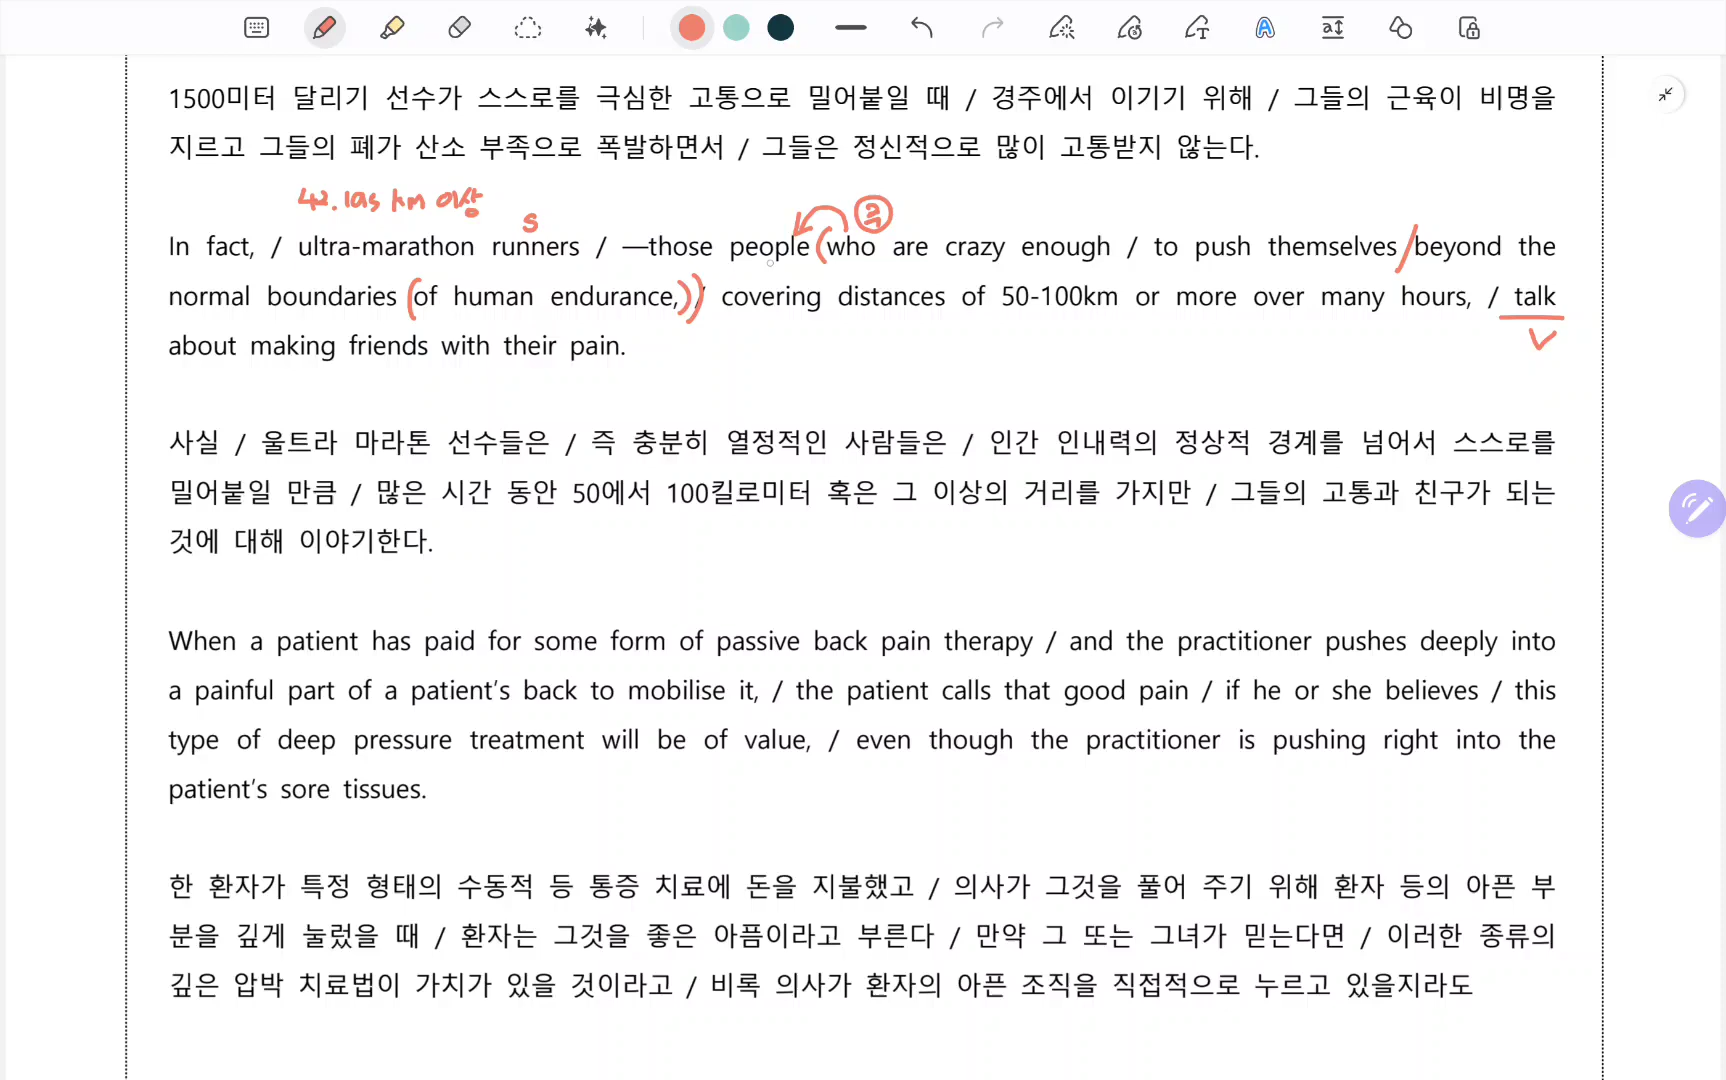 1500미터 달리기 선수가 스스로를 극심한 고통으로 밀어붙일 때 / 경주에서 이기기 위해 / 그들의 근육이 비명을
지르고 그들의 폐가 산소 부족으로 폭발하면서 / 그들은 정신적으로 많이 고통받지 않는다.
42.195 km 이상
S
주
In fact, / ultra-marathon runners / —those people (who are crazy enough / to push themselves / beyond the
normal boundaries (of human endurance,)) / covering distances of 50-100km or more over many hours, / talk
V
about making friends with their pain.
사실 / 울트라 마라톤 선수들은 / 즉 충분히 열정적인 사람들은 / 인간 인내력의 정상적 경계를 넘어서 스스로를
밀어붙일 만큼 / 많은 시간 동안 50에서 100킬로미터 혹은 그 이상의 거리를 가지만 / 그들의 고통과 친구가 되는
것에 대해 이야기한다.
When a patient has paid for some form of passive back pain therapy / and the practitioner pushes deeply into
a painful part of a patient's back to mobilise it, / the patient calls that good pain / if he or she believes / this
type of deep pressure treatment will be of value, / even though the practitioner is pushing right into the
patient's sore tissues.
한 환자가 특정 형태의 수동적 등 통증 치료에 돈을 지불했고 / 의사가 그것을 풀어 주기 위해 환자 등의 아픈 부
분을 깊게 눌렀을 때 / 환자는 그것을 좋은 아픔이라고 부른다 / 만약 그 또는 그녀가 믿는다면 / 이러한 종류의
깊은 압박 치료법이 가치가 있을 것이라고 / 비록 의사가 환자의 아픈 조직을 직접적으로 누르고 있을지라도